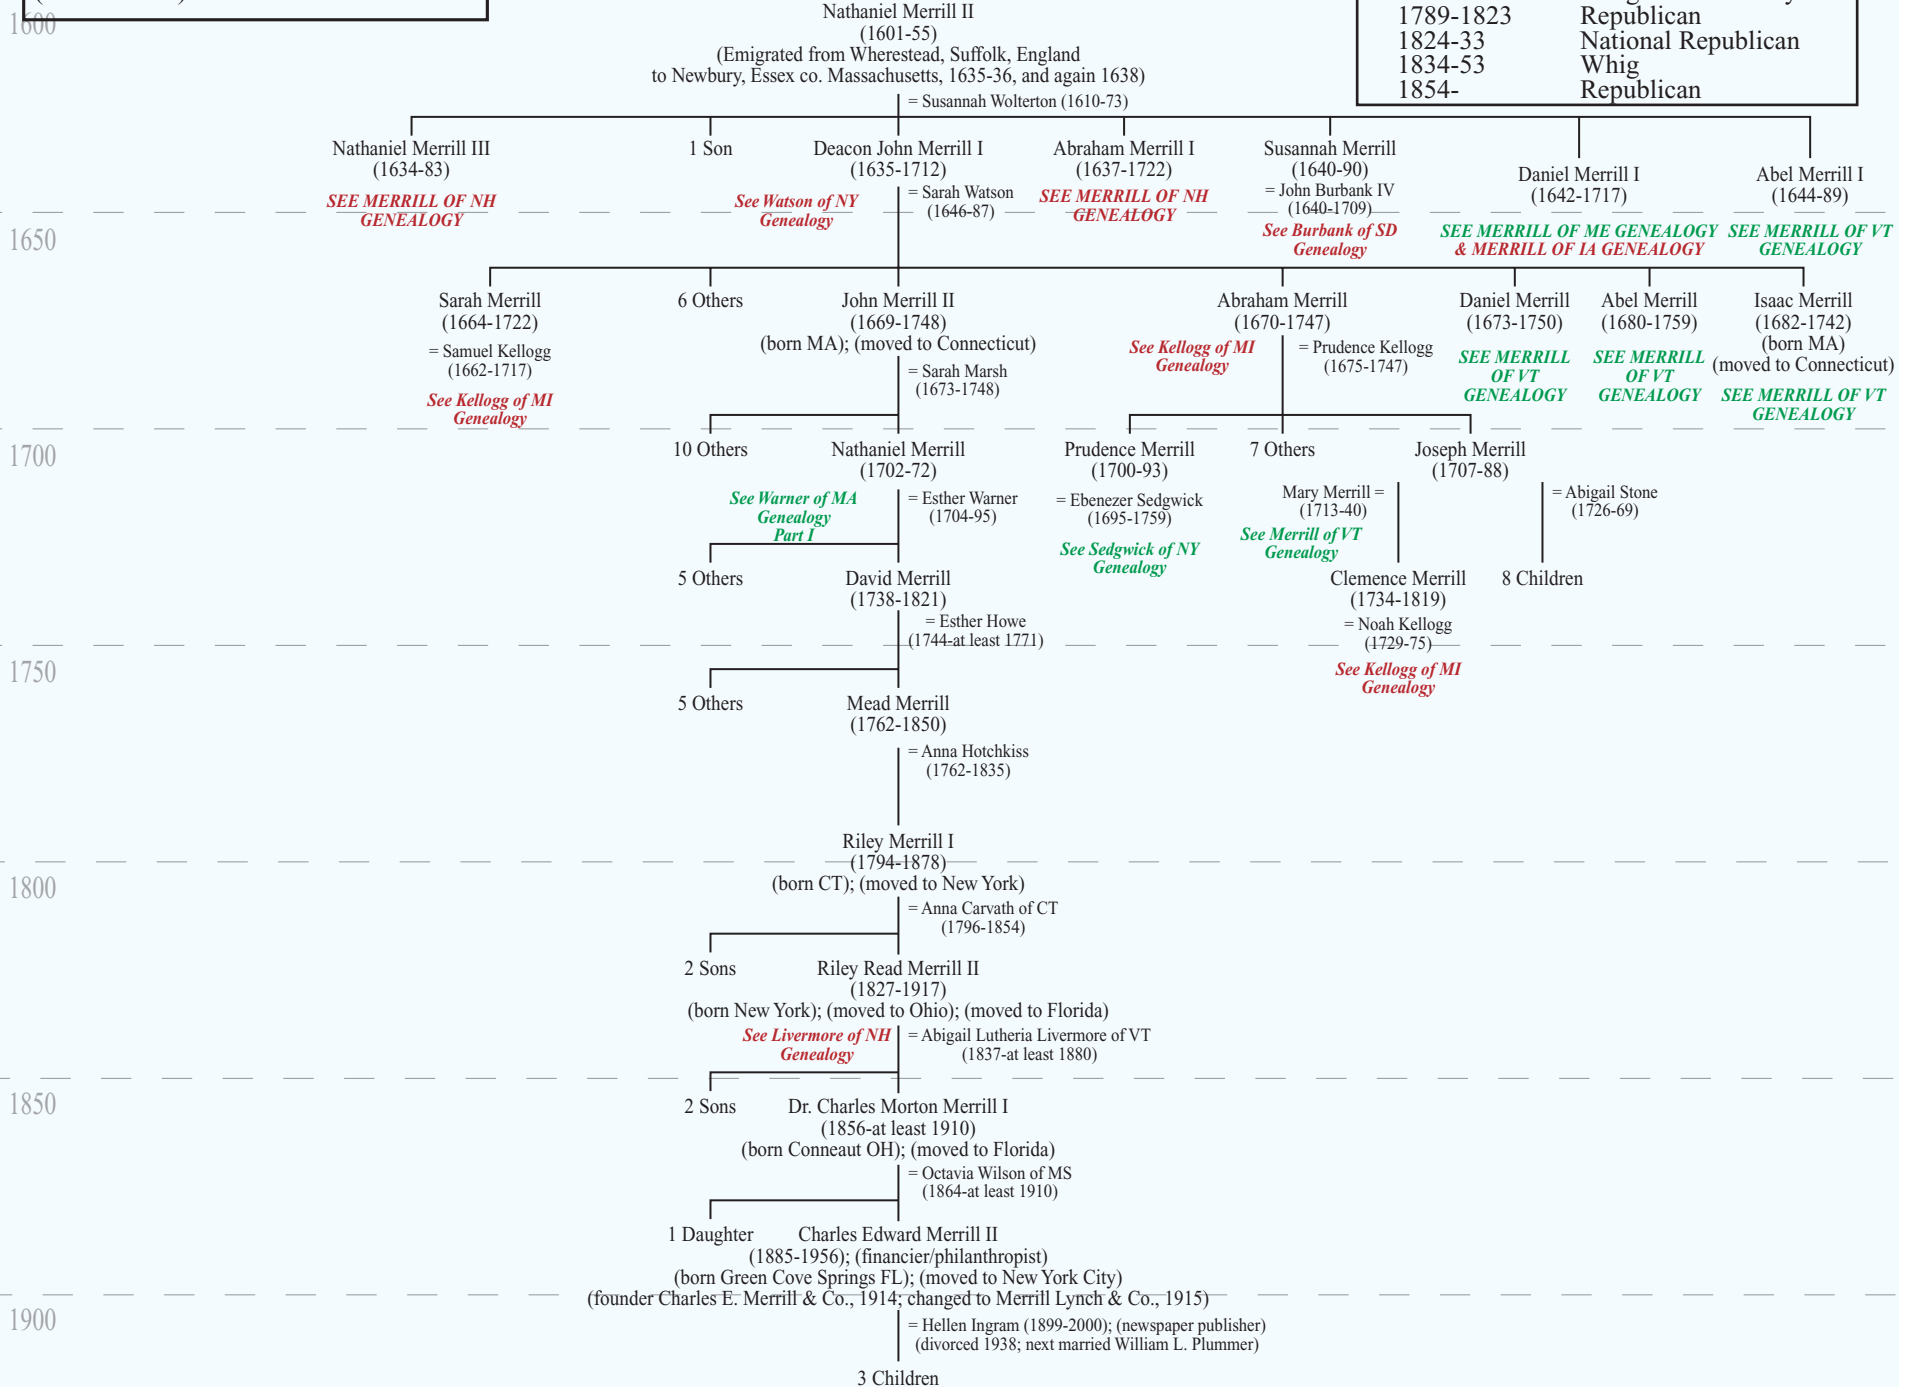 1600
Nathaniel Merrill II
(1601-55)
(Emigrated from Wherestead, Suffolk, England
to Newbury, Essex co. Massachusetts, 1635-36, and again 1638)
= Susannah Wolterton (1610-73)
1789-1823 Republican
1824-33 National Republican
1834-53 Whig
1854- Republican
Nathaniel Merrill III
(1634-83)
SEE MERRILL OF NH
GENEALOGY
1 Son
Deacon John Merrill I
(1635-1712)
See Watson of NY
Genealogy
= Sarah Watson
(1646-87)
Abraham Merrill I
(1637-1722)
SEE MERRILL OF NH
GENEALOGY
Susannah Merrill
(1640-90)
= John Burbank IV
(1640-1709)
See Burbank of SD
Genealogy
Daniel Merrill I
(1642-1717)
SEE MERRILL OF ME GENEALOGY
& MERRILL OF IA GENEALOGY
Abel Merrill I
(1644-89)
SEE MERRILL OF VT
GENEALOGY
1650
Sarah Merrill
(1664-1722)
= Samuel Kellogg
(1662-1717)
See Kellogg of MI
Genealogy
6 Others
John Merrill II
(1669-1748)
(born MA); (moved to Connecticut)
= Sarah Marsh
(1673-1748)
Abraham Merrill
(1670-1747)
See Kellogg of MI
Genealogy
= Prudence Kellogg
(1675-1747)
Daniel Merrill
(1673-1750)
SEE MERRILL
OF VT
GENEALOGY
Abel Merrill
(1680-1759)
SEE MERRILL
OF VT
GENEALOGY
Isaac Merrill
(1682-1742)
(born MA)
(moved to Connecticut)
SEE MERRILL OF VT
GENEALOGY
1700
10 Others
Nathaniel Merrill
(1702-72)
See Warner of MA
Genealogy
Part I
= Esther Warner
(1704-95)
Prudence Merrill
(1700-93)
= Ebenezer Sedgwick
(1695-1759)
See Sedgwick of NY
Genealogy
7 Others
Joseph Merrill
(1707-88)
Mary Merrill =
(1713-40)
See Merrill of VT
Genealogy
= Abigail Stone
(1726-69)
5 Others
David Merrill
(1738-1821)
= Esther Howe
(1744-at least 1771)
Clemence Merrill
(1734-1819)
= Noah Kellogg
(1729-75)
See Kellogg of MI
Genealogy
8 Children
1750
5 Others
Mead Merrill
(1762-1850)
= Anna Hotchkiss
(1762-1835)
Riley Merrill I
(1794-1878)
(born CT); (moved to New York)
1800
= Anna Carvath of CT
(1796-1854)
2 Sons
Riley Read Merrill II
(1827-1917)
(born New York); (moved to Ohio); (moved to Florida)
See Livermore of NH
Genealogy
= Abigail Lutheria Livermore of VT
(1837-at least 1880)
1850
2 Sons
Dr. Charles Morton Merrill I
(1856-at least 1910)
(born Conneaut OH); (moved to Florida)
= Octavia Wilson of MS
(1864-at least 1910)
1 Daughter
Charles Edward Merrill II
(1885-1956); (financier/philanthropist)
(born Green Cove Springs FL); (moved to New York City)
(founder Charles E. Merrill & Co., 1914; changed to Merrill Lynch & Co., 1915)
1900
= Hellen Ingram (1899-2000); (newspaper publisher)
(divorced 1938; next married William L. Plummer)
3 Children